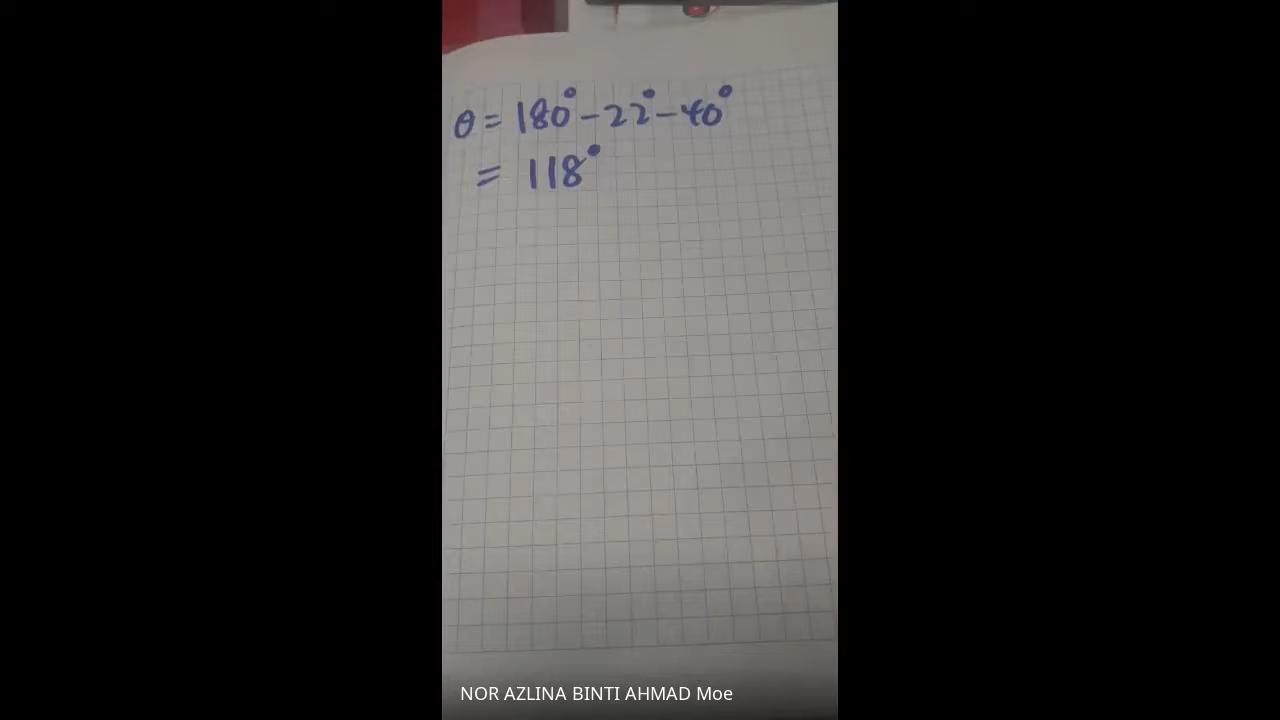 θ = 180° - 22° - 40°
= 118°
NOR AZLINA BINTI AHMAD Moe